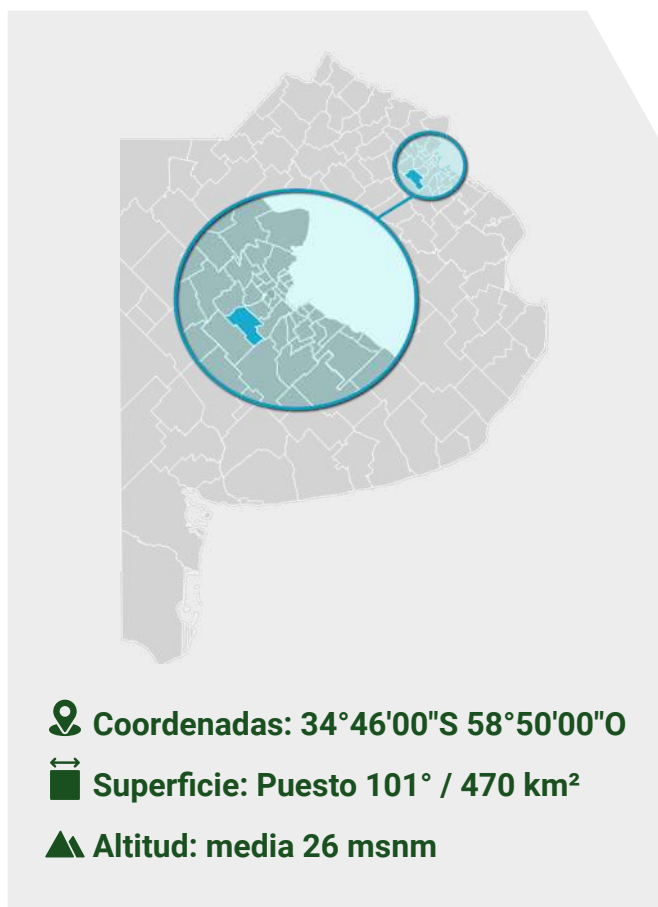 Coordenadas: 34°46'00"S 58°50'00"O
Superficie: Puesto 101° / 470 km²
Altitud: media 26 msnm